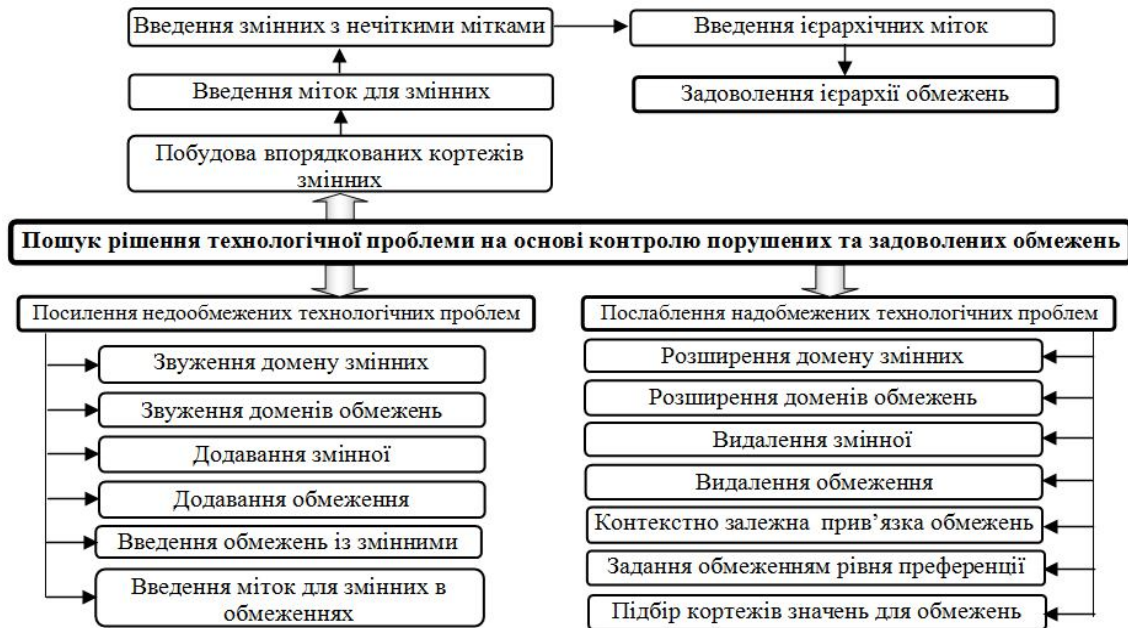 Введення змінних з нечіткими мітками
Введення ієрархічних міток
Введення міток для змінних
Задоволення ієрархії обмежень
Побудова впорядкованих кортежів
змінних
Пошук рішення технологічної проблеми на основі контролю порушених та задоволених обмежень
Посилення недообмежених технологічних проблем
Звуження домену змінних
Звуження доменів обмежень
Додавання змінної
Додавання обмеження
Введення обмежень із змінними
Введення міток для змінних в
обмеженнях
Послаблення надобмежених технологічних проблем
Розширення домену змінних
Розширення доменів обмежень
Видалення змінної
Видалення обмеження
Контекстно залежна прив’язка обмежень
Задання обмеженням рівня преференції
Підбір кортежів значень для обмежень